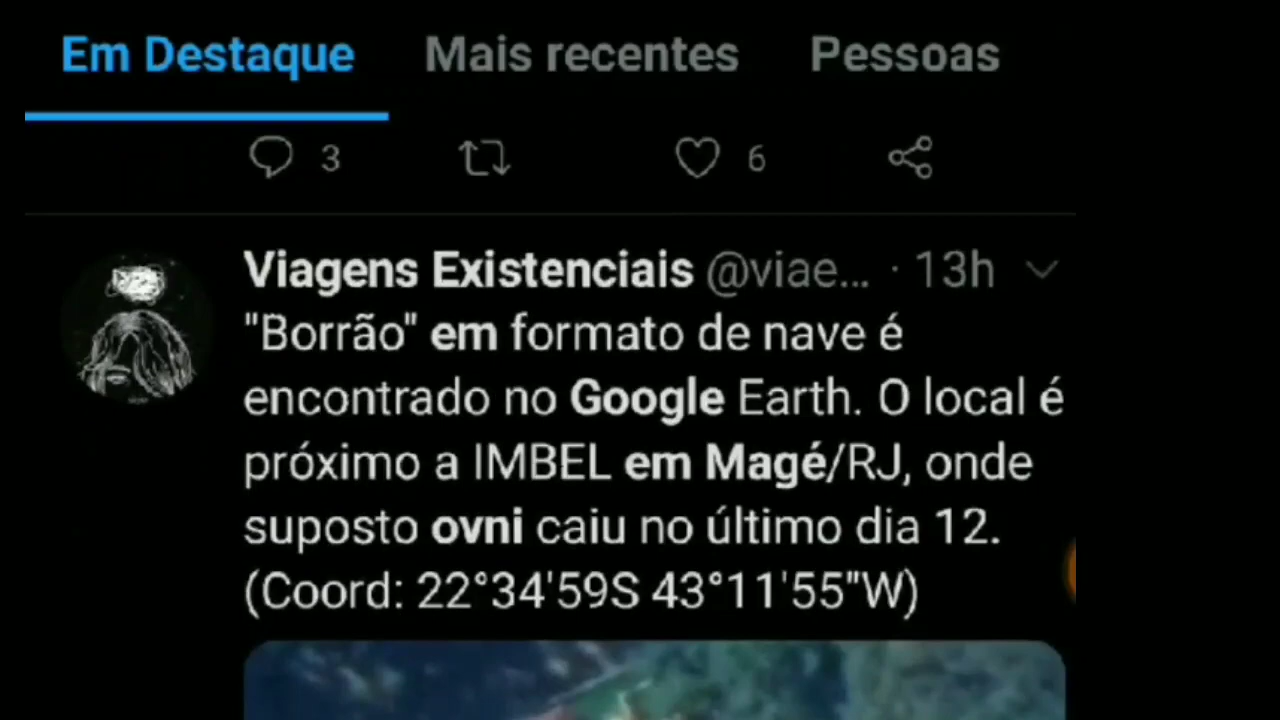 Em Destaque Mais recentes Pessoas
3 6
Viagens Existenciais @viae... · 13h
"Borrão" em formato de nave é
encontrado no Google Earth. O local é
próximo a IMBEL em Magé/RJ, onde
suposto ovni caiu no último dia 12.
(Coord: 22°34'59S 43°11'55"W)